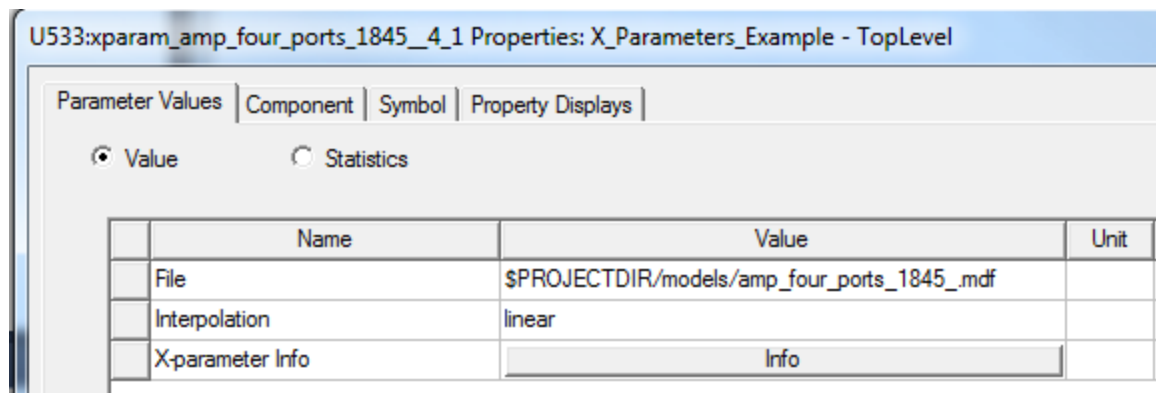 U533:xparam_amp_four_ports_1845__4_1 Properties: X_Parameters_Example - TopLevel
Parameter Values Component Symbol Property Displays
Value Statistics
Name Value Unit
File $PROJECTDIR/models/amp_four_ports_1845_.mdf
Interpolation linear
X-parameter Info Info